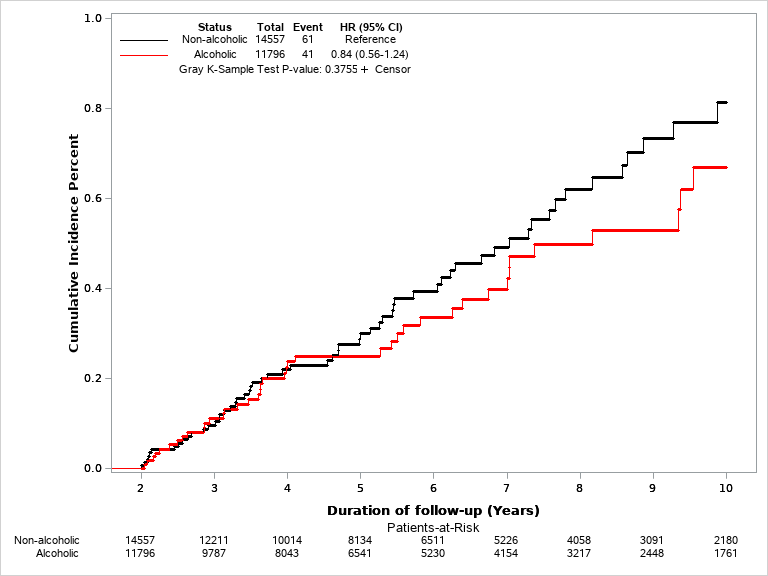 Status Total Event HR (95% CI)
Non-alcoholic 14557 61 Reference
Alcoholic 11796 41 0.84 (0.56-1.24)
Gray K-Sample Test P-value: 0.3755 + Censor
Cumulative Incidence Percent
1.0
0.8
0.6
0.4
0.2
0.0
2 3 4 5 6 7 8 9 10
Duration of follow-up (Years)
Patients-at-Risk
Non-alcoholic 14557 12211 10014 8134 6511 5226 4058 3091 2180
Alcoholic 11796 9787 8043 6541 5230 4154 3217 2448 1761